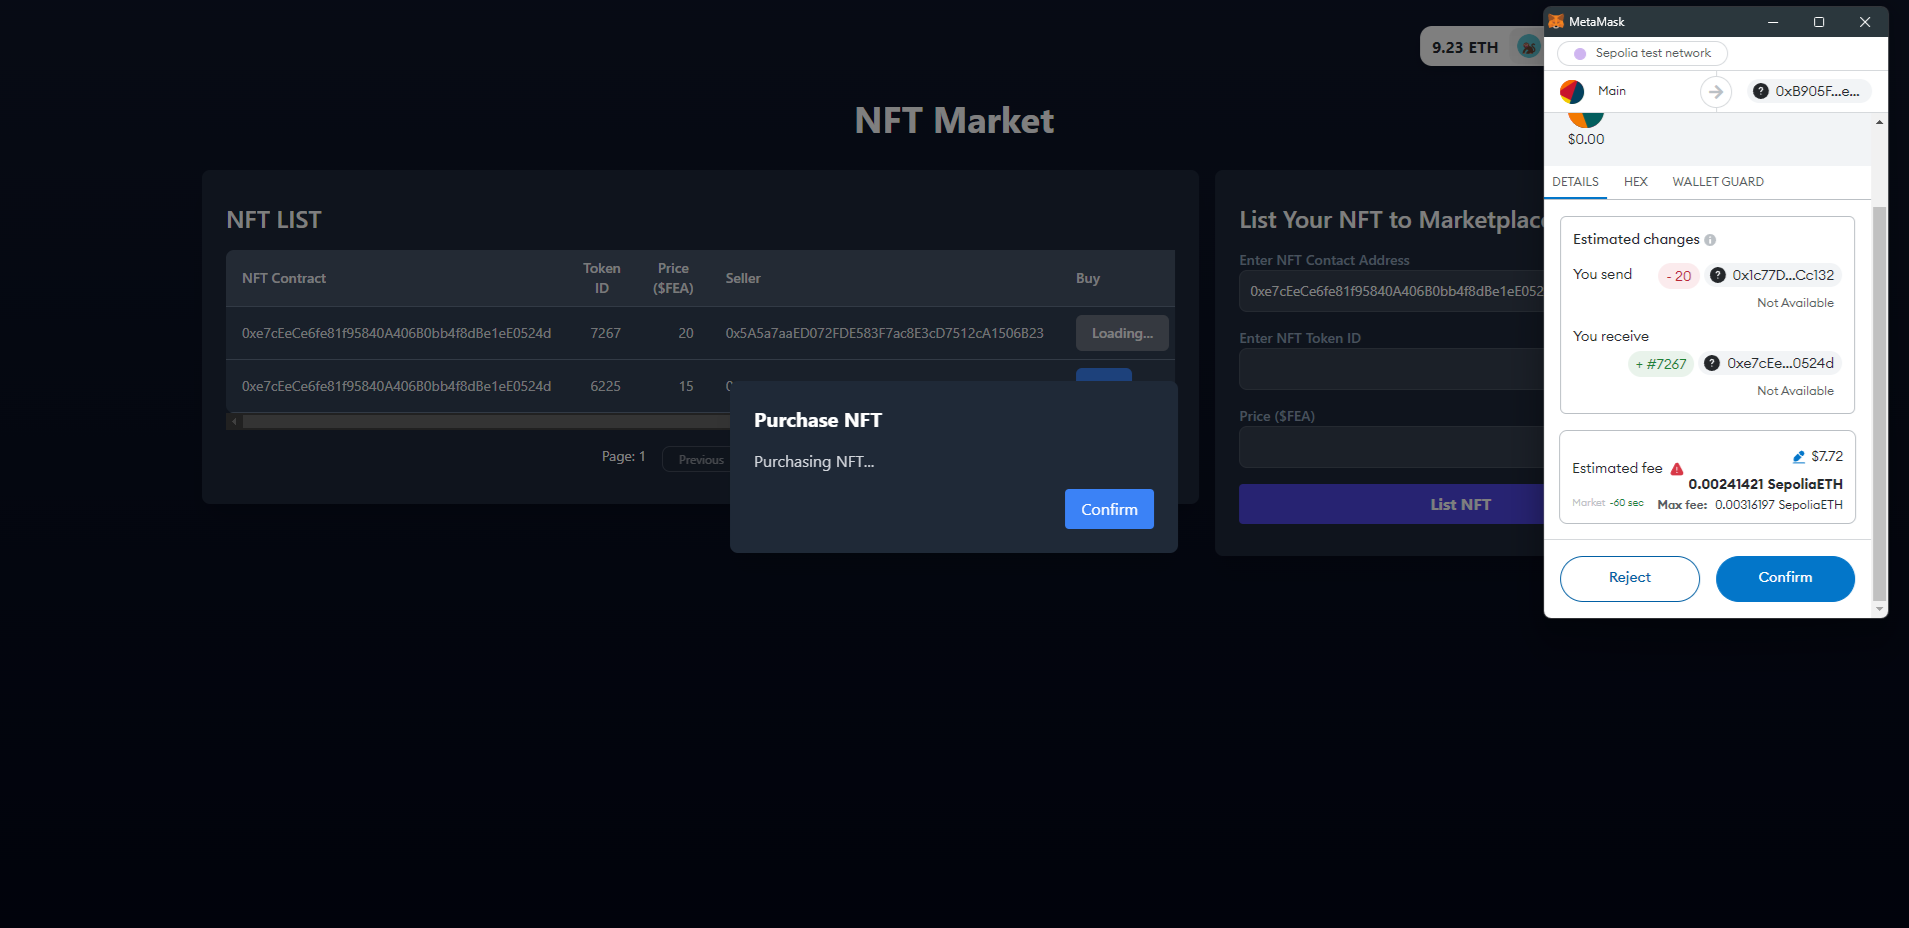 9.23 ETH
NFT Market
NFT LIST
NFT Contract
Token ID
Price ($FEA)
Seller
Buy
0xe7cEeCe6fe81f95840A406B0bb4f8dBe1eE0524d 7267 20 0x5A5a7aaED072FDE583F7ac8E3cD7512cA1506B23 Loading...
0xe7cEeCe6fe81f95840A406B0bb4f8dBe1eE0524d 6225 15
Page: 1 Previous
Purchase NFT
Purchasing NFT...
Confirm
List Your NFT to Marketplace
Enter NFT Contact Address
0xe7cEeCe6fe81f95840A406B0bb4f8dBe1eE052
Enter NFT Token ID
Price ($FEA)
List NFT
MetaMask
Sepolia test network
Main
0xB905F...e...
$0.00
DETAILS HEX WALLET GUARD
Estimated changes
You send - 20 0x1c77D...Cc132
Not Available
You receive
+ #7267 0xe7cEe...0524d
Not Available
$7.72
Estimated fee
0.00241421 SepoliaETH
Market ~60 sec Max fee: 0.00316197 SepoliaETH
Reject Confirm